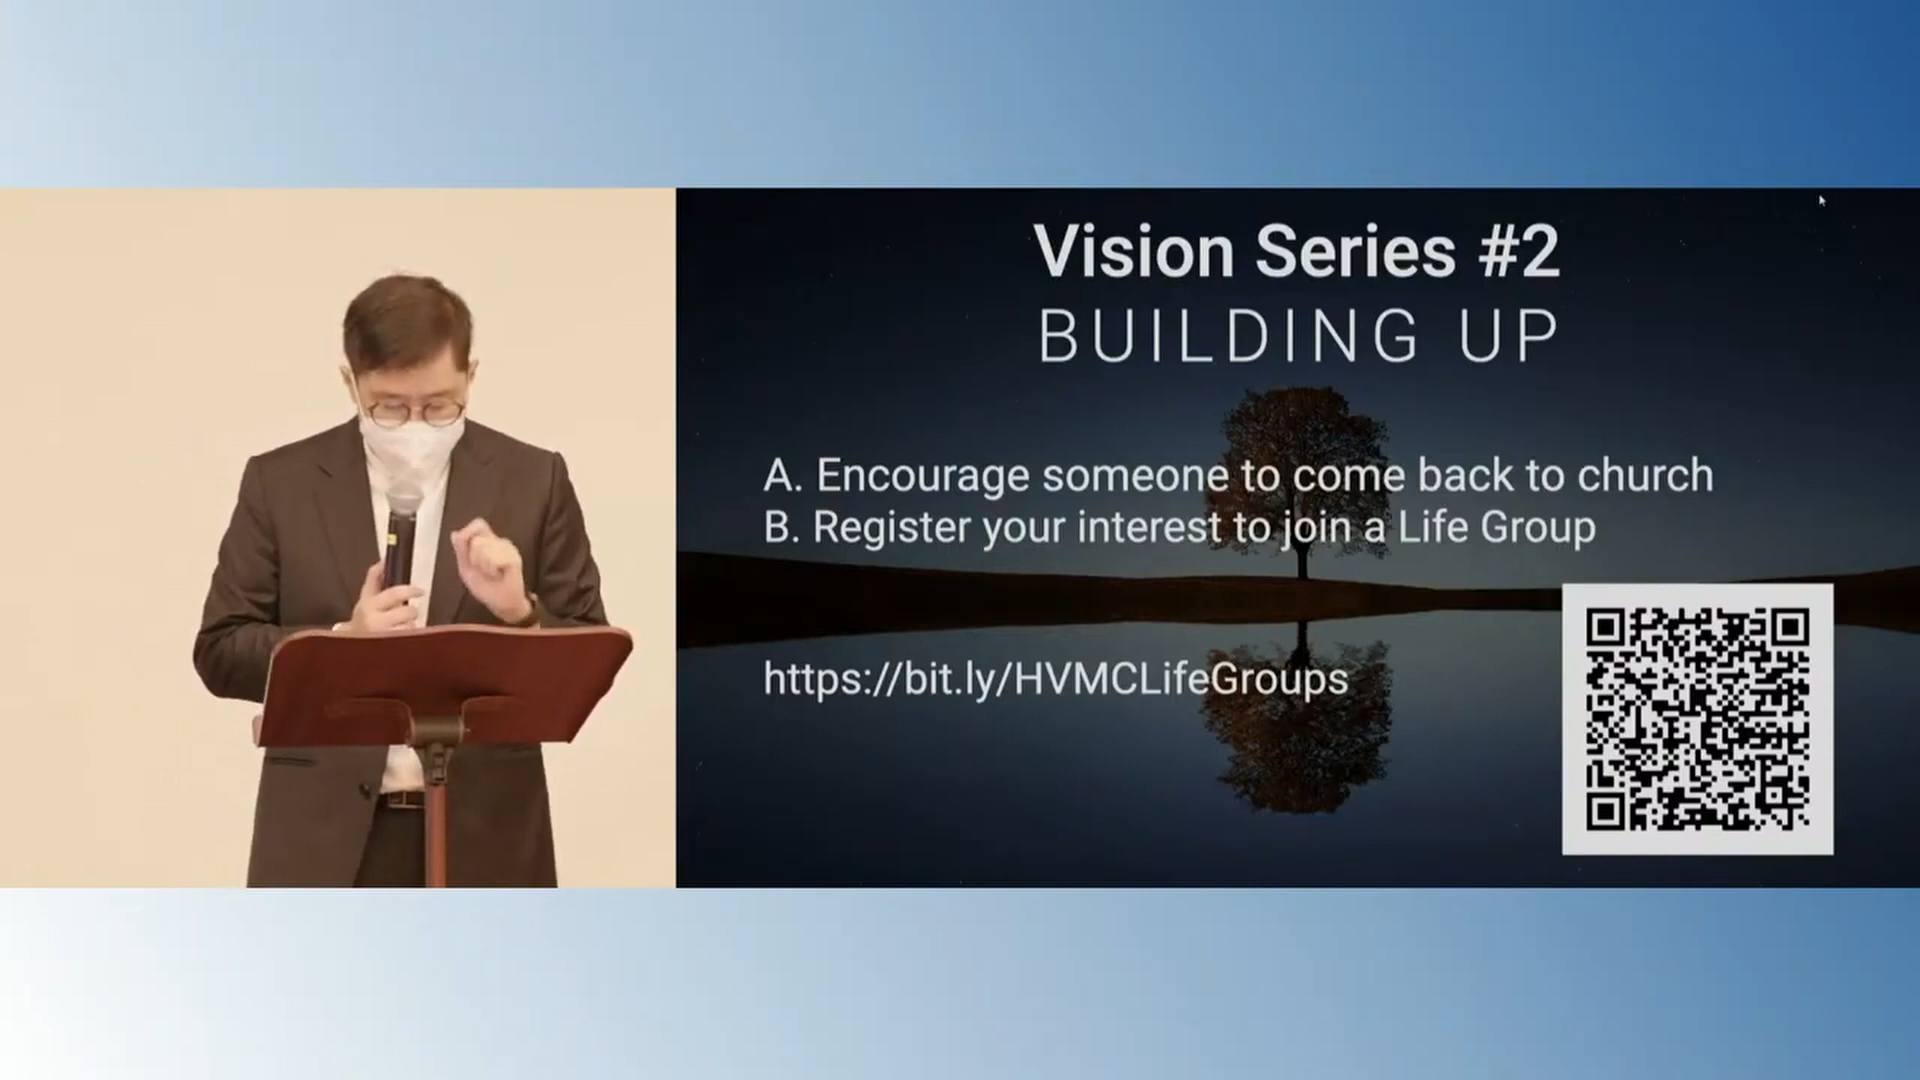 Vision Series #2
BUILDING UP
A. Encourage someone to come back to church
B. Register your interest to join a Life Group
https://bit.ly/HVMCLifeGroups